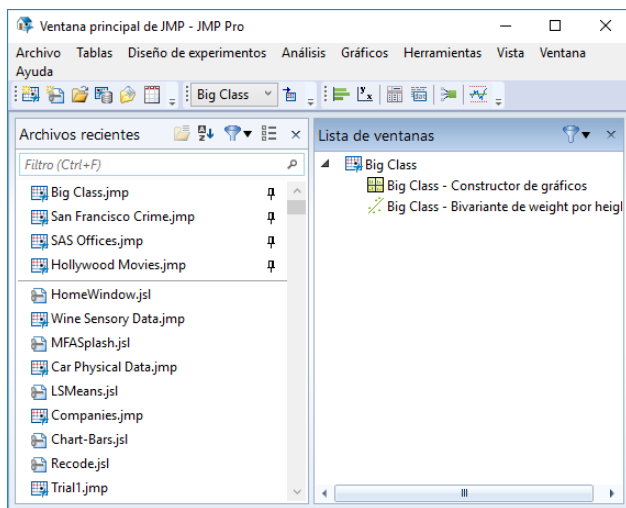 Ventana principal de JMP - JMP Pro
Archivo Tablas Diseño de experimentos Análisis Gráficos Herramientas Vista Ventana
Ayuda
Big Class
Archivos recientes
Filtro (Ctrl+F)
Big Class.jmp
San Francisco Crime.jmp
SAS Offices.jmp
Hollywood Movies.jmp
HomeWindow.jsl
Wine Sensory Data.jmp
MFASplash.jsl
Car Physical Data.jmp
LSMeans.jsl
Companies.jmp
Chart-Bars.jsl
Recode.jsl
Trial1.jmp
Lista de ventanas
Big Class
Big Class - Constructor de gráficos
Big Class - Bivariante de weight por heigl